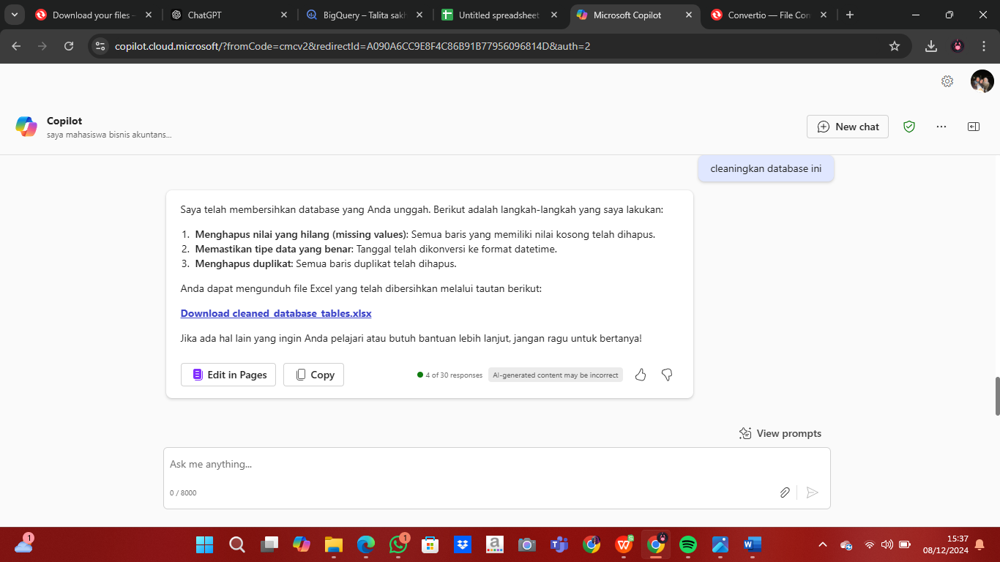 Download your files –
ChatGPT
BigQuery – Talita sakh
Untitled spreadsheet
Microsoft Copilot
Convertio — File Con
copilot.cloud.microsoft/?fromCode=cmcv2&redirectId=A090A6CC9E8F4C86B91B77956096814D&auth=2
Copilot
saya mahasiswa bisnis akuntans...
New chat
cleaningkan database ini
Saya telah membersihkan database yang Anda unggah. Berikut adalah langkah-langkah yang saya lakukan:
1. Menghapus nilai yang hilang (missing values): Semua baris yang memiliki nilai kosong telah dihapus.
2. Memastikan tipe data yang benar: Tanggal telah dikonversi ke format datetime.
3. Menghapus duplikat: Semua baris duplikat telah dihapus.
Anda dapat mengunduh file Excel yang telah dibersihkan melalui tautan berikut:
Download cleaned_database_tables.xlsx
Jika ada hal lain yang ingin Anda pelajari atau butuh bantuan lebih lanjut, jangan ragu untuk bertanya!
Edit in Pages
Copy
4 of 30 responses
AI-generated content may be incorrect
View prompts
Ask me anything...
0 / 8000
1
1
a
W
S
W
15:37
08/12/2024